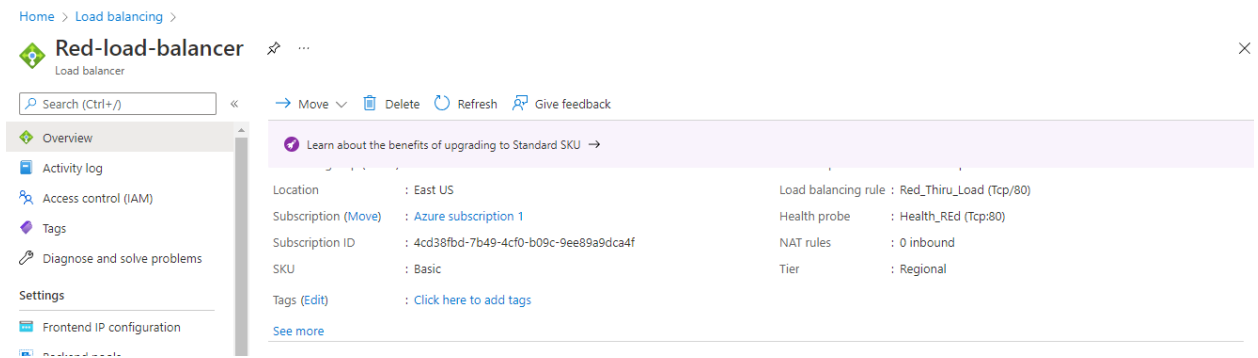 Home > Load balancing >
Red-load-balancer ...
Load balancer
Search (Ctrl+/) «
→ Move Delete Refresh Give feedback
Overview
Learn about the benefits of upgrading to Standard SKU →
Activity log
Access control (IAM)
Tags
Diagnose and solve problems
Settings
Frontend IP configuration
Location : East US
Subscription (Move) : Azure subscription 1
Subscription ID : 4cd38fbd-7b49-4cf0-b09c-9ee89a9dca4f
SKU : Basic
Tags (Edit) : Click here to add tags
See more
Load balancing rule : Red_Thiru_Load (Tcp/80)
Health probe : Health_REd (Tcp:80)
NAT rules : 0 inbound
Tier : Regional